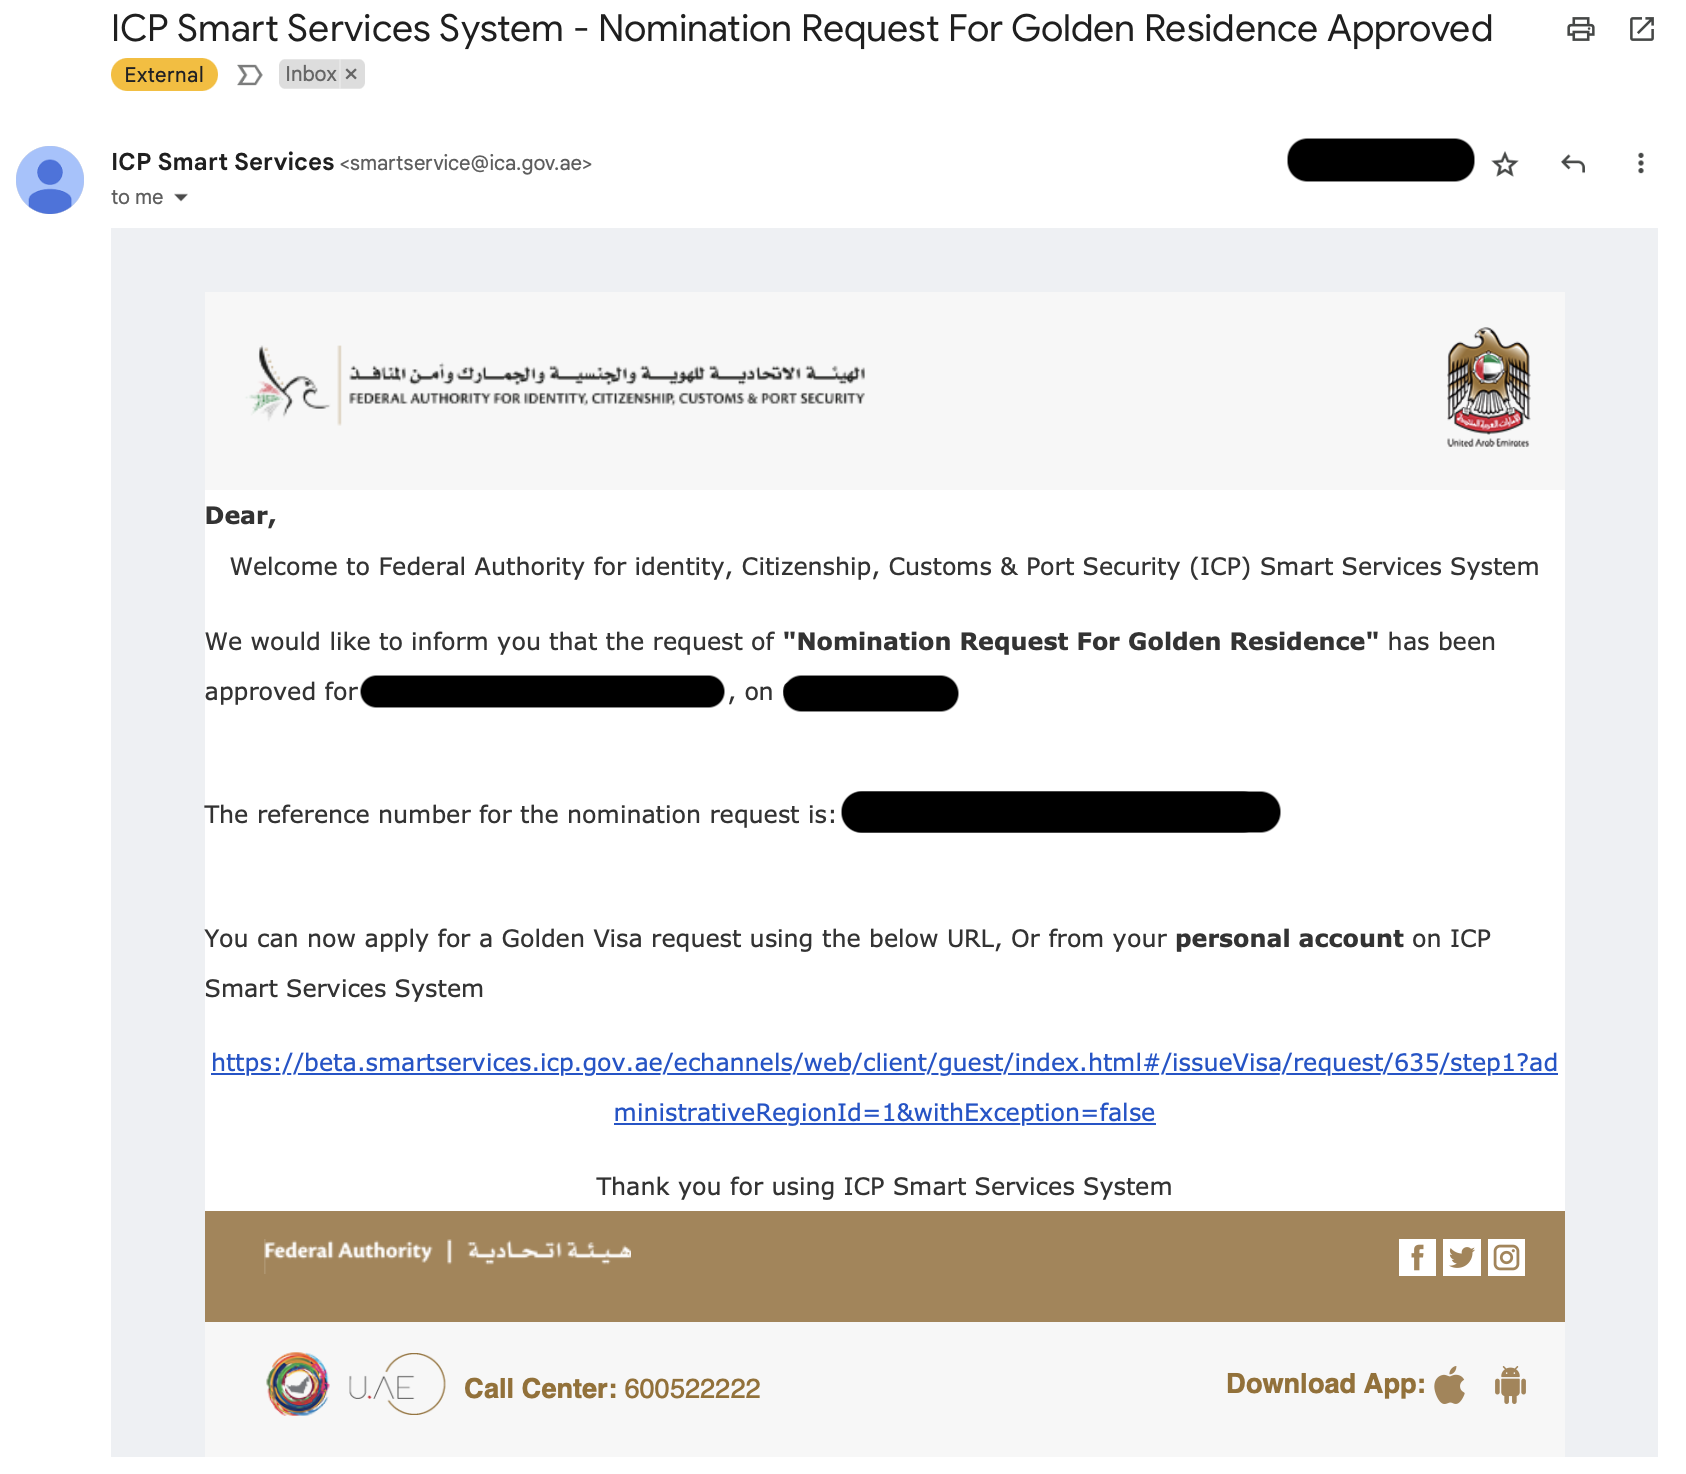 ICP Smart Services System - Nomination Request For Golden Residence Approved
External
Inbox ×
ICP Smart Services <smartservice@ica.gov.ae>
to me
الهيئة الاتحادية للهوية والجنسية والجمارك وأمن المنافذ
FEDERAL AUTHORITY FOR IDENTITY, CITIZENSHIP, CUSTOMS & PORT SECURITY
الإمارات العربية المتحدة
United Arab Emirates
Dear,
Welcome to Federal Authority for identity, Citizenship, Customs & Port Security (ICP) Smart Services System
We would like to inform you that the request of "Nomination Request For Golden Residence" has been
approved for , on
The reference number for the nomination request is:
You can now apply for a Golden Visa request using the below URL, Or from your personal account on ICP
Smart Services System
https://beta.smartservices.icp.gov.ae/echannels/web/client/guest/index.html#/issueVisa/request/635/step1?ad
ministrativeRegionId=1&withException=false
Thank you for using ICP Smart Services System
Federal Authority | هيئة اتحادية
U.AE
Call Center: 600522222
Download App: